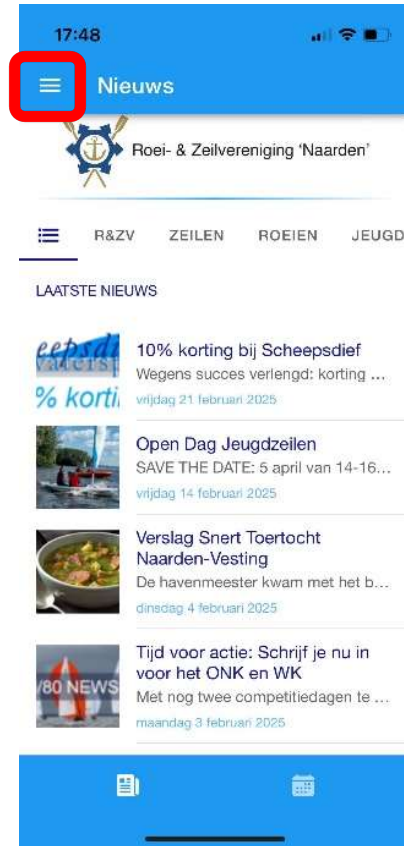 17:48
Nieuws
Roei- & Zeilvereniging 'Naarden'
R&ZV ZEILEN ROEIEN JEUGD
LAATSTE NIEUWS
10% korting bij Scheepsdief
Wegens succes verlengd: korting ...
% korti
vrijdag 21 februari 2025
Open Dag Jeugdzeilen
SAVE THE DATE: 5 april van 14-16...
vrijdag 14 februari 2025
Verslag Snert Toertocht
Naarden-Vesting
De havenmeester kwam met het b...
dinsdag 4 februari 2025
Tijd voor actie: Schrijf je nu in
voor het ONK en WK
/80 NEWS
Met nog twee competitiedagen te ...
maandag 3 februari 2025